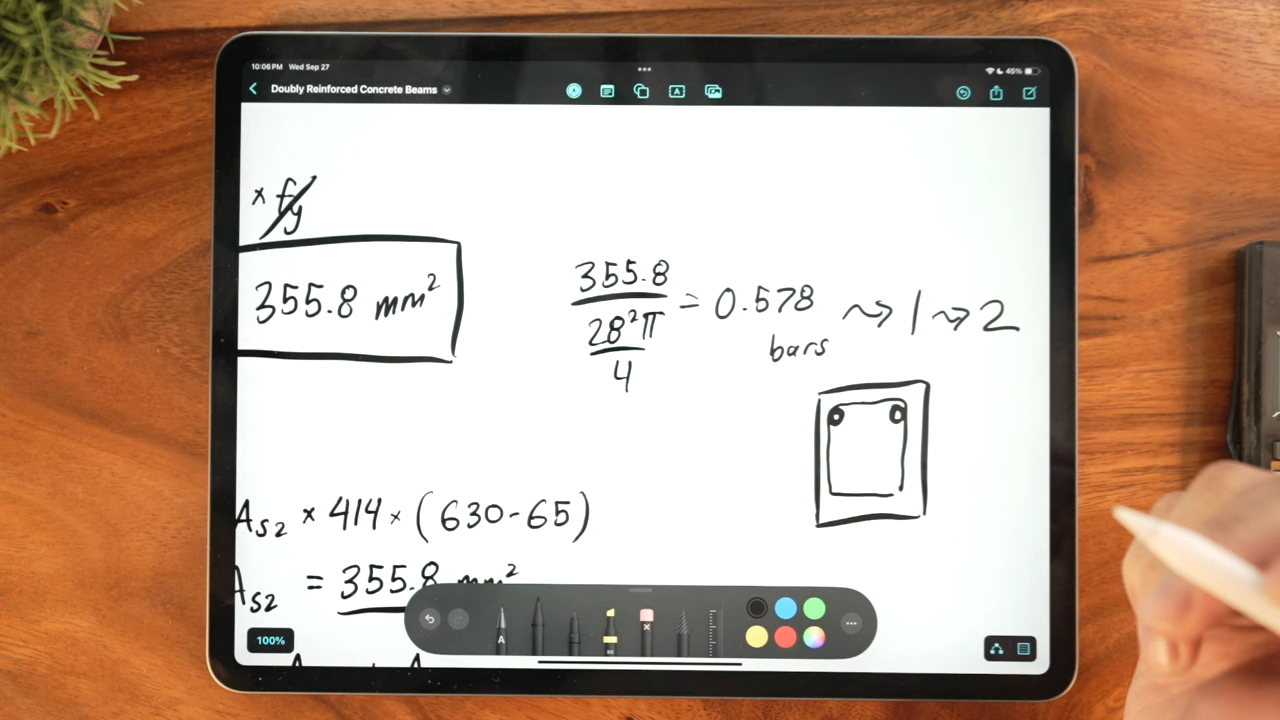 10:06 PM Wed Sep 27
45%
Doubly Reinforced Concrete Beams
× fy
355.8 mm²
355.8
28²π
4
= 0.578 ⤳ 1 ⤳ 2
bars
As2 × 414 × (630-65)
As2 = 355.8 mm²
100%